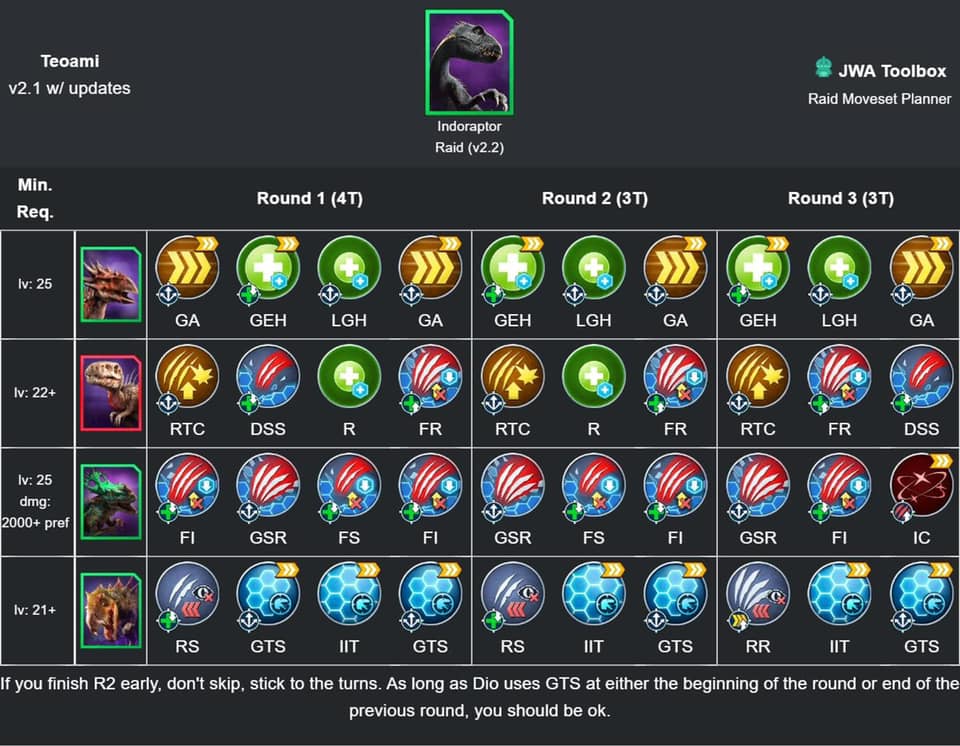 Teoami
v2.1 w/ updates
Indoraptor
Raid (v2.2)
JWA Toolbox
Raid Moveset Planner
Min.
Req.
Round 1 (4T)
Round 2 (3T)
Round 3 (3T)
lv: 25
GA GEH LGH GA GEH LGH GA GEH LGH GA
lv: 22+
RTC DSS R FR RTC R FR RTC FR DSS
lv: 25
dmg:
2000+ pref
FI GSR FS FI GSR FS FI GSR FI IC
lv: 21+
RS GTS IIT GTS RS IIT GTS RR IIT GTS
If you finish R2 early, don't skip, stick to the turns. As long as Dio uses GTS at either the beginning of the round or end of the
previous round, you should be ok.